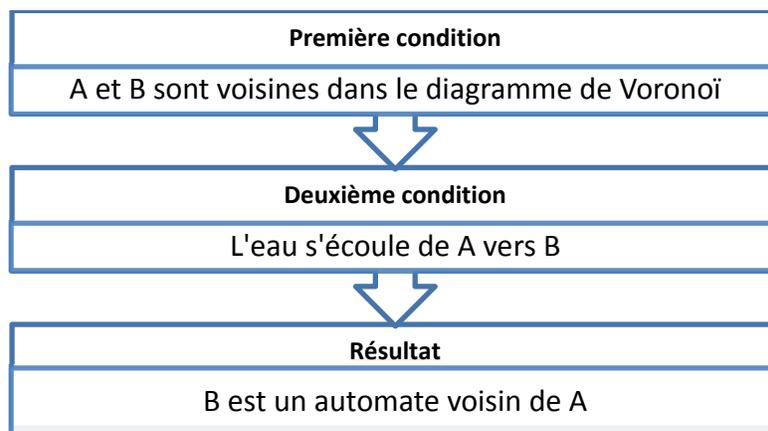 Première condition
A et B sont voisines dans le diagramme de Voronoï
Deuxième condition
L'eau s'écoule de A vers B
Résultat
B est un automate voisin de A